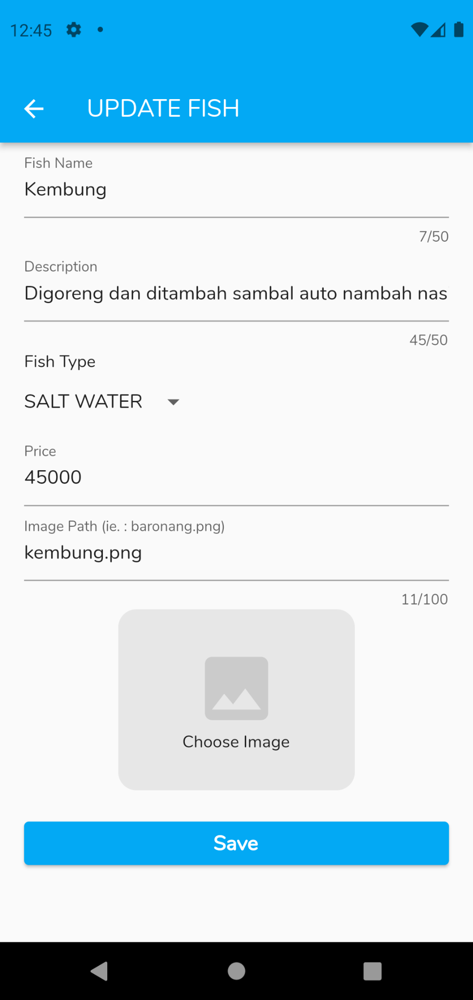 12:45
UPDATE FISH
Fish Name
Kembung
7/50
Description
Digoreng dan ditambah sambal auto nambah nas
45/50
Fish Type
SALT WATER
Price
45000
Image Path (ie. : baronang.png)
kembung.png
11/100
Choose Image
Save